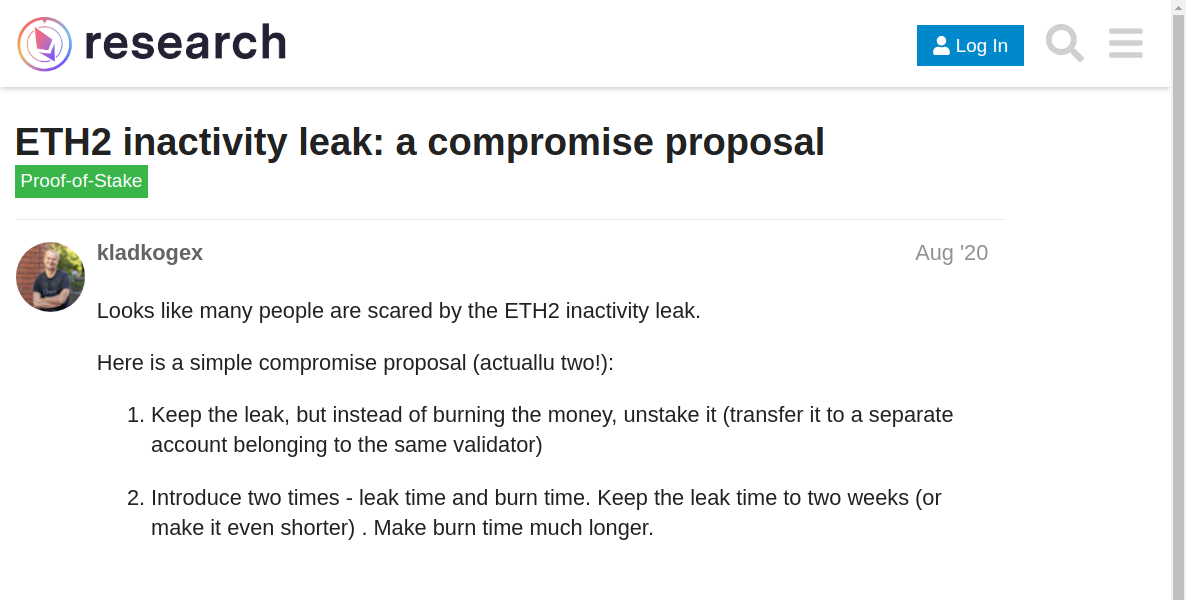 research
Log In
ETH2 inactivity leak: a compromise proposal
Proof-of-Stake
kladkogex
Aug '20
Looks like many people are scared by the ETH2 inactivity leak.
Here is a simple compromise proposal (actuallu two!):
1. Keep the leak, but instead of burning the money, unstake it (transfer it to a separate
account belonging to the same validator)
2. Introduce two times - leak time and burn time. Keep the leak time to two weeks (or
make it even shorter) . Make burn time much longer.